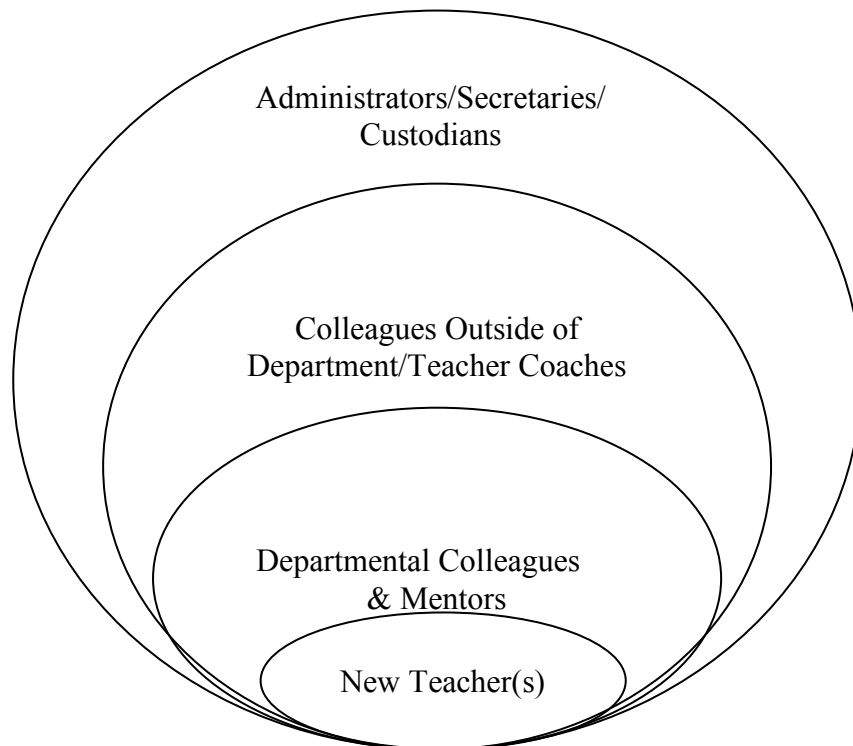 Administrators/Secretaries/
Custodians
Colleagues Outside of
Department/Teacher Coaches
Departmental Colleagues
& Mentors
New Teacher(s)